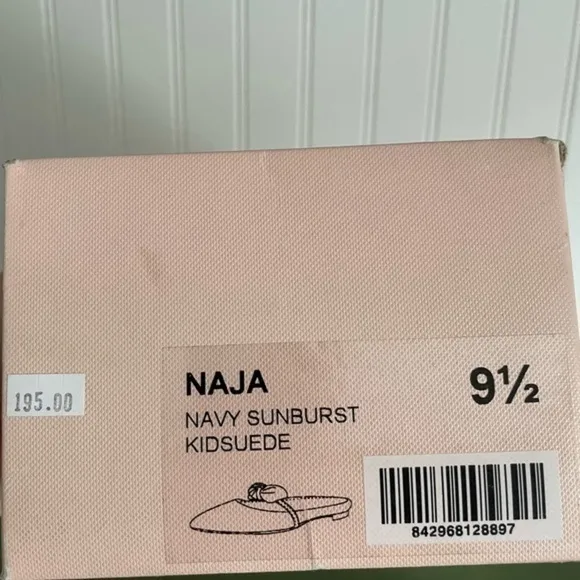 NAJA
9½
NAVY SUNBURST
KIDSUEDE
195.00
842968128897